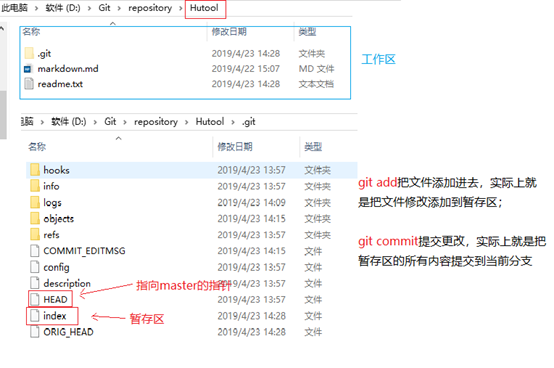 此电脑 > 软件 (D:) > Git > repository > Hutool >
名称 修改日期 类型
.git 2019/4/23 14:28 文件夹
markdown.md 2019/4/22 15:07 MD 文件
readme.txt 2019/4/23 14:28 文本文档
工作区
电脑 > 软件 (D:) > Git > repository > Hutool > .git
名称 修改日期 类型
hooks 2019/4/23 13:57 文件夹
info 2019/4/23 13:57 文件夹
logs 2019/4/23 14:09 文件夹
objects 2019/4/23 14:15 文件夹
refs 2019/4/23 13:57 文件夹
COMMIT_EDITMSG 2019/4/23 14:15 文件
config 2019/4/23 13:57 文件
description 2019/4/23 13:57 文件
HEAD 指向master的指针 2019/4/23 13:57 文件
index 暂存区 2019/4/23 14:28 文件
ORIG_HEAD 2019/4/23 14:28 文件
git add把文件添加进去，实际上就
是把文件修改添加到暂存区；
git commit提交更改，实际上就是把
暂存区的所有内容提交到当前分支